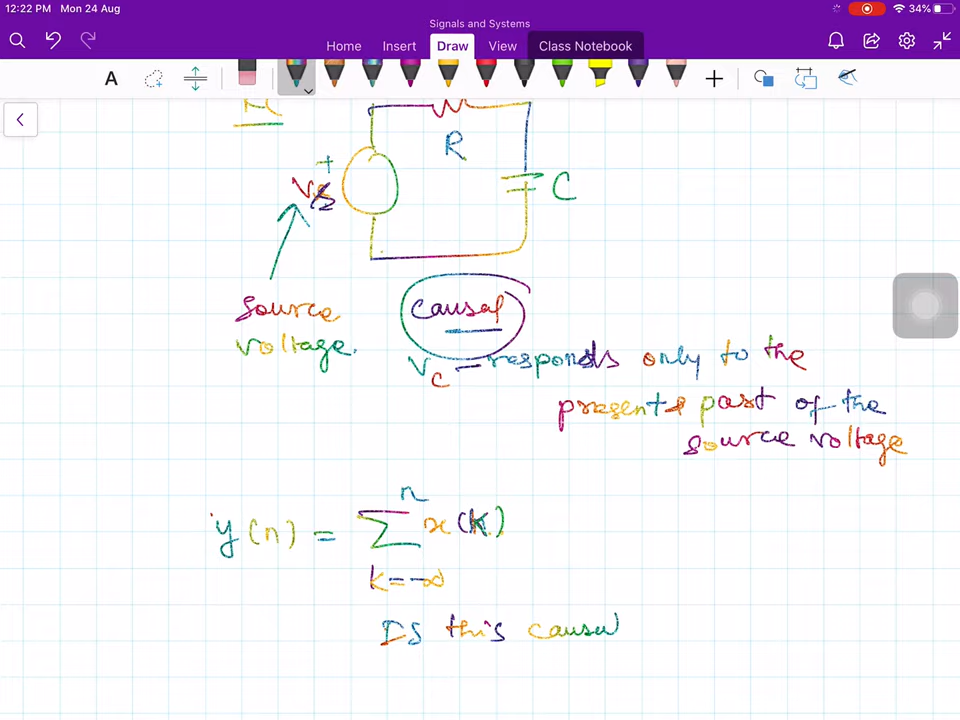 12:22 PM Mon 24 Aug
34%
Signals and Systems
Home Insert Draw View Class Notebook
A
R
+
Vs
C
Source
voltage.
Causal
Vc – responds only to the
present & past of the
source voltage
y(n) = Σ x(k)
n
k=-∞
IS this causal